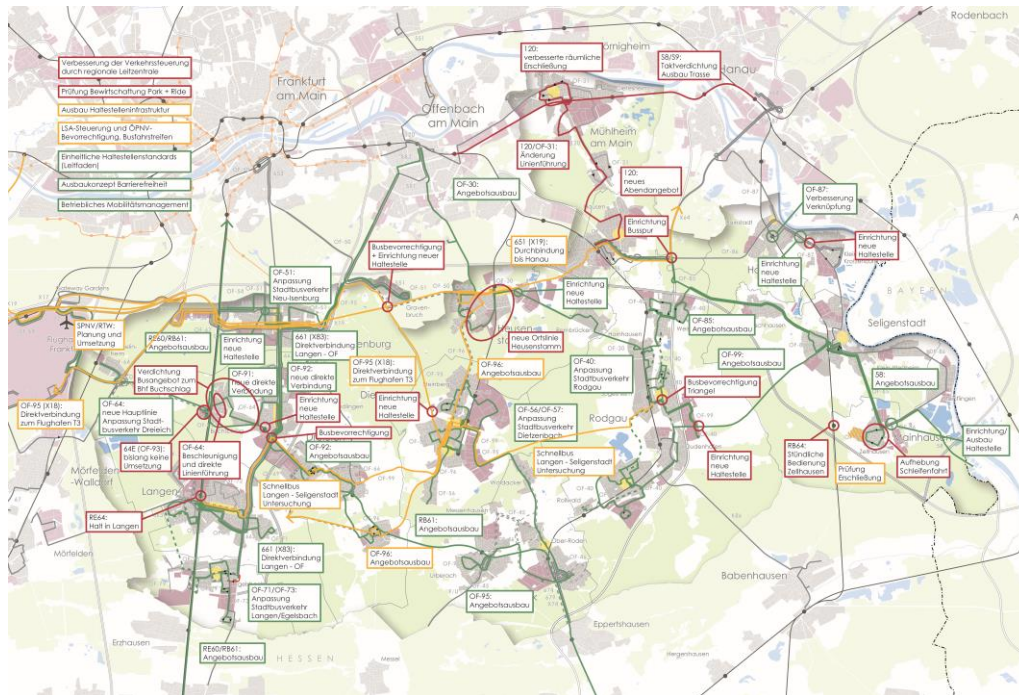 Rodenbach
Verbesserung der Verkehrssteuerung
durch regionale Leitzentrale
Prüfung Bewirtschaftung Park + Ride
Ausbau Haltestelleninfrastruktur
LSA-Steuerung und ÖPNV-
Bevorrechtigung, Busfahrstreifen
Einheitliche Haltestellenstandards
(Leitfaden)
Ausbaukonzept Barrierefreiheit
Betriebliches Mobilitätsmanagement
Frankfurt
am Main
Offenbach
am Main
120:
verbesserte räumliche
Erschließung
S8/S9:
Taktverdichtung
Ausbau Trasse
Mühlheim
am Main
120/OF-31:
Änderung
Linienführung
120:
neues
Abendangebot
OF-30:
Angebotsausbau
OF-87:
Verbesserung
Verknüpfung
Einrichtung
Busspur
651 (X19):
Durchbindung
bis Hanau
Busbevorrechtigung
+ Einrichtung neuer
Haltestelle
Einrichtung
neue
Haltestelle
Einrichtung
neue
Haltestelle
OF-51:
Anpassung
Stadtbusverkehr
Neu-Isenburg
Einrichtung
neue
Haltestelle
BAYERN
Seligenstadt
Gateway Gardens
SPNV/RTW:
Planung und
Umsetzung
RE60/RB61:
Angebotsausbau
Einrichtung
neue
Haltestelle
661 (X83):
Direktverbindung
Langen - OF
neue Ortslinie
Heusenstamm
OF-85:
Angebotsausbau
OF-40:
Anpassung
Stadtbusverkehr
Rodgau
OF-99:
Angebotsausbau
Verdichtung
Busangebot zum
Bhf Buchschlag
OF-91:
neue direkte
Verbindung
OF-92:
neue direkte
Verbindung
OF-95 (X18):
Direktverbindung
zum Flughafen T3
OF-96:
Angebotsausbau
58:
Angebotsausbau
Busbevorrechtigung
Triangel
OF-95 (X18):
Direktverbindung
zum Flughafen T3
OF-64:
neue Hauptlinie
Anpassung Stadt-
busverkehr Dreieich
Einrichtung
neue
Haltestelle
Einrichtung
neue
Haltestelle
OF-56/OF-57:
Anpassung
Stadtbusverkehr
Dietzenbach
Rodgau
Busbevorrechtigung
64E (OF-93):
bislang keine
Umsetzung
OF-64:
Beschleunigung
und direkte
Linienführung
OF-92:
Angebotsausbau
Einrichtung
neue
Haltestelle
RB64:
Stündliche
Bedienung
Zellhausen
Prüfung
Erschließung
Aufhebung
Schleifenfahrt
Einrichtung/
Ausbau
Haltestelle
Schnellbus
Langen - Seligenstadt
Untersuchung
Schnellbus
Langen - Seligenstadt
Untersuchung
Langen
RE64:
Halt in Langen
Mörfelden
RB61:
Angebotsausbau
661 (X83):
Direktverbindung
Langen - OF
OF-96:
Angebotsausbau
Babenhausen
OF-71/OF-73:
Anpassung
Stadtbusverkehr
Langen/Egelsbach
OF-95:
Angebotsausbau
Eppertshausen
Erzhausen
RE60/RB61:
Angebotsausbau
HESSEN
Messel